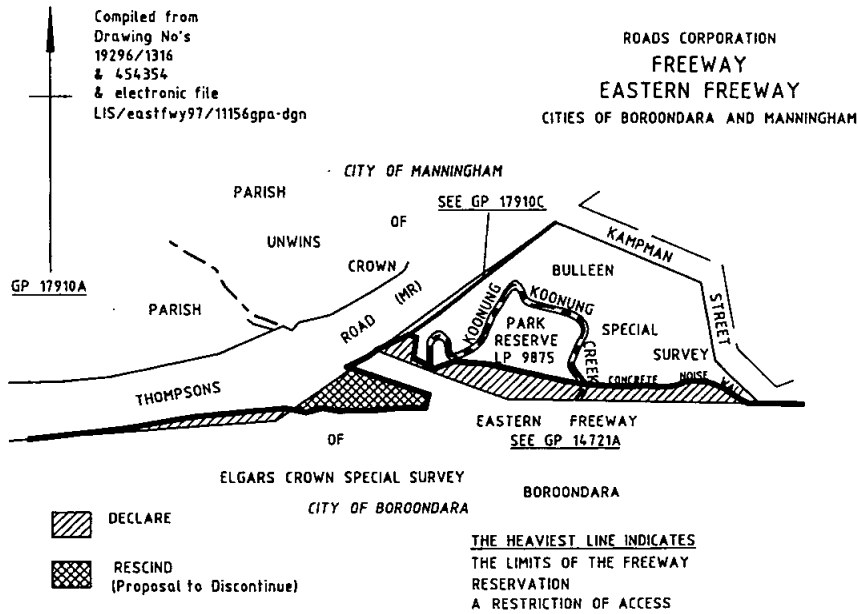 Compiled from
Drawing No's
19296/1316
& 454354
& electronic file
LIS/eastfwy97/11156gpa-dgn
ROADS CORPORATION
FREEWAY
EASTERN FREEWAY
CITIES OF BOROONDARA AND MANNINGHAM
CITY OF MANNINGHAM
PARISH
SEE GP 17910C
OF
UNWINS
KAMPMAN
CROWN
BULLEEN
GP 17910A
PARISH
ROAD (MR)
KOONUNG
KOONUNG
PARK
RESERVE
LP 9875
SPECIAL
STREET
CREEK
SURVEY
THOMPSONS
CONCRETE NOISE WALL
EASTERN FREEWAY
SEE GP 14721A
OF
ELGARS CROWN SPECIAL SURVEY
CITY OF BOROONDARA
BOROONDARA
DECLARE
RESCIND
(Proposal to Discontinue)
THE HEAVIEST LINE INDICATES
THE LIMITS OF THE FREEWAY
RESERVATION
A RESTRICTION OF ACCESS